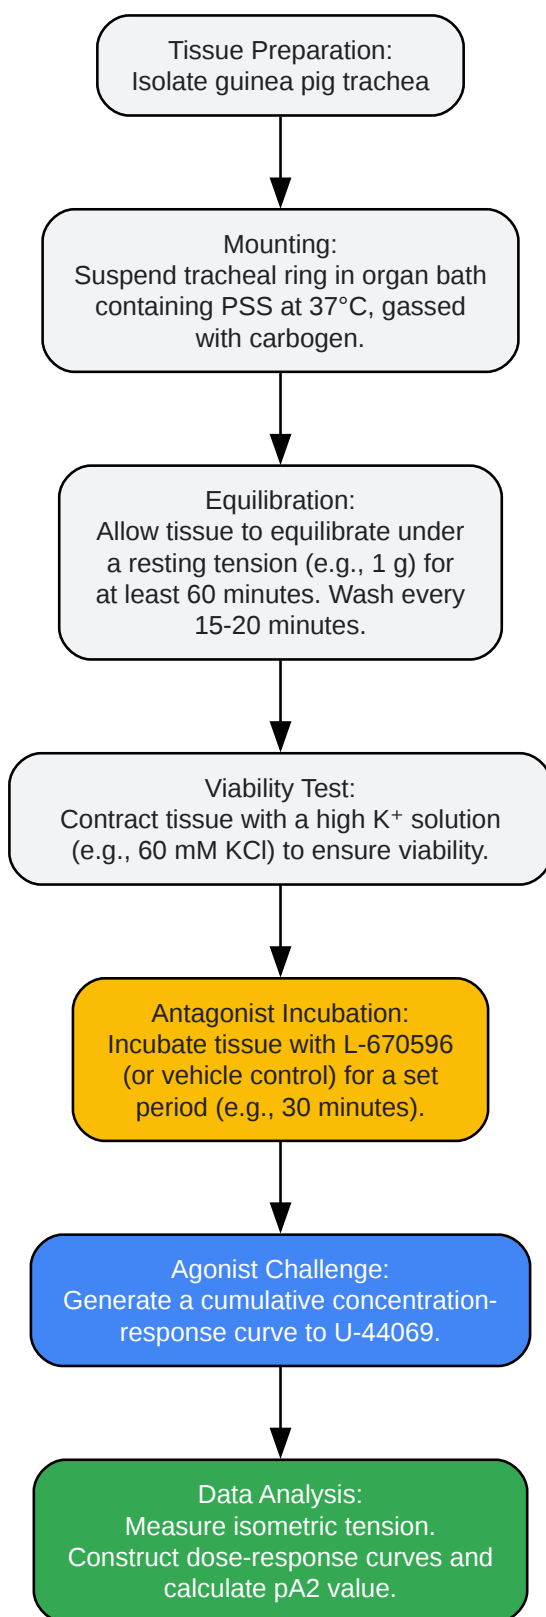 Tissue Preparation:
Isolate guinea pig trachea
Mounting:
Suspend tracheal ring in organ bath
containing PSS at 37°C, gassed
with carbogen.
Equilibration:
Allow tissue to equilibrate under
a resting tension (e.g., 1 g) for
at least 60 minutes. Wash every
15-20 minutes.
Viability Test:
Contract tissue with a high K⁺ solution
(e.g., 60 mM KCl) to ensure viability.
Antagonist Incubation:
Incubate tissue with L-670596
(or vehicle control) for a set
period (e.g., 30 minutes).
Agonist Challenge:
Generate a cumulative concentration-
response curve to U-44069.
Data Analysis:
Measure isometric tension.
Construct dose-response curves and
calculate pA2 value.